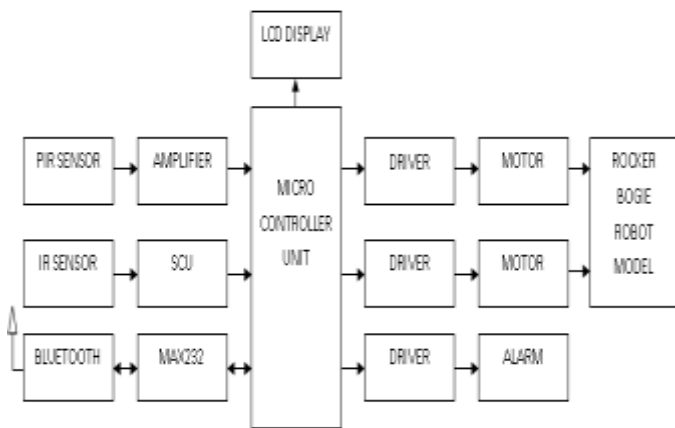 LCD DISPLAY
PIR SENSOR
AMPLIFIER
DRIVER
MOTOR
ROCKER
BOGIE
ROBOT
MODEL
MICRO
CONTROLLER
UNIT
IR SENSOR
SCU
DRIVER
MOTOR
BLUETOOTH
MAX232
DRIVER
ALARM